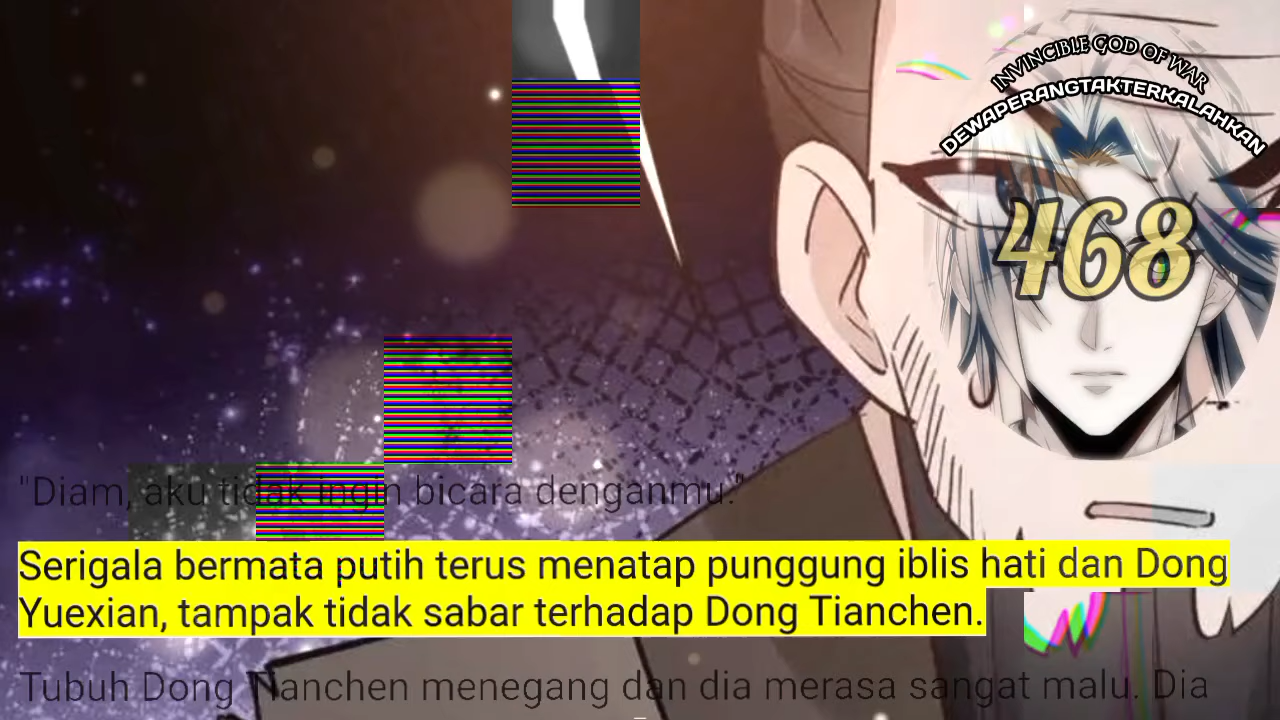 INVINCIBLE GOD OF WAR
DEWAPERANGTAKTERKALAHKAN
468
"Diam, aku tidak ingin bicara denganmu."
Serigala bermata putih terus menatap punggung iblis hati dan Dong
Yuexian, tampak tidak sabar terhadap Dong Tianchen.
Tubuh Dong Tianchen menegang dan dia merasa sangat malu. Dia